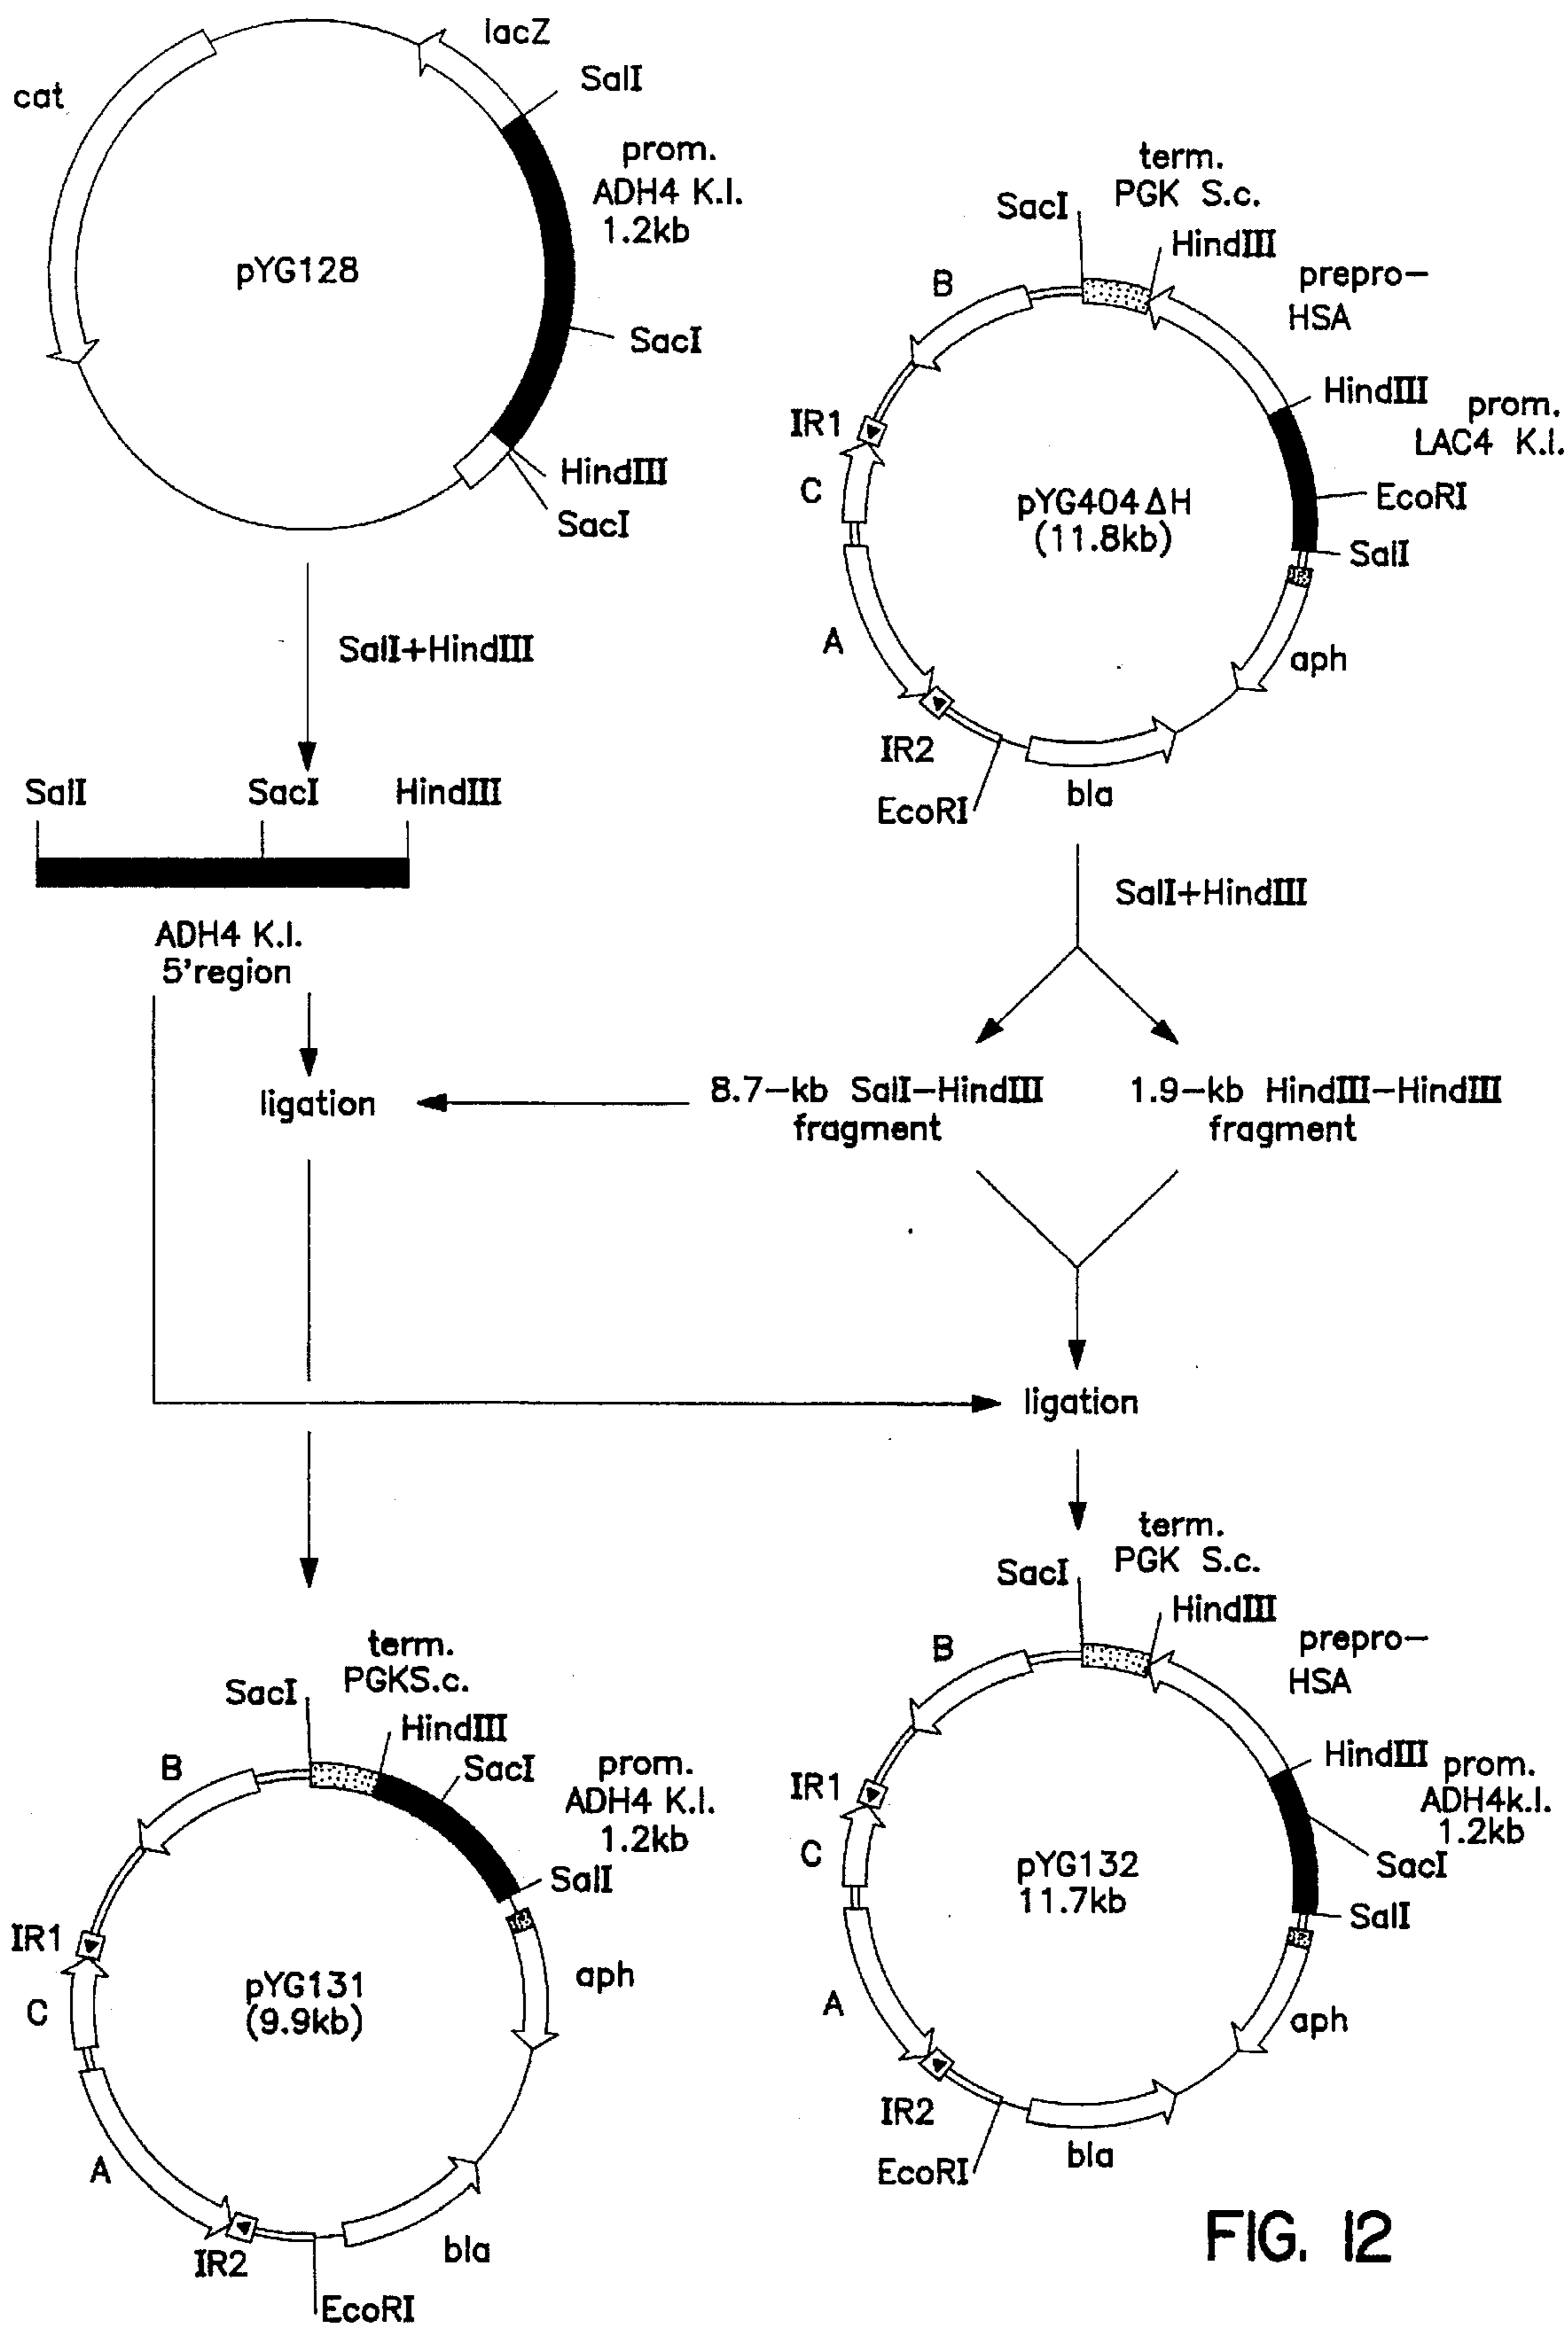 lacZ
SalI
cat
prom.
ADH4 K.l.
1.2kb
pYG128
SacI
HindIII
SacI
term.
PGK S.c.
SacI
HindIII
prepro-
HSA
B
HindIII
prom.
LAC4 K.l.
IR1
C
EcoRI
pYG404ΔH
(11.8kb)
SalI
A
aph
IR2
bla
EcoRI
SalI+HindIII
SalI
SacI
HindIII
ADH4 K.l.
5'region
SalI+HindIII
ligation
8.7-kb SalI-HindIII
fragment
1.9-kb HindIII-HindIII
fragment
ligation
term.
PGKS.c.
SacI
HindIII
SacI
B
prom.
ADH4 K.l.
1.2kb
SalI
IR1
C
pYG131
(9.9kb)
aph
A
IR2
bla
EcoRI
term.
PGK S.c.
SacI
HindIII
prepro-
HSA
B
HindIII
prom.
ADH4k.l.
1.2kb
IR1
C
SacI
pYG132
11.7kb
SalI
A
aph
IR2
bla
EcoRI
FIG. 12